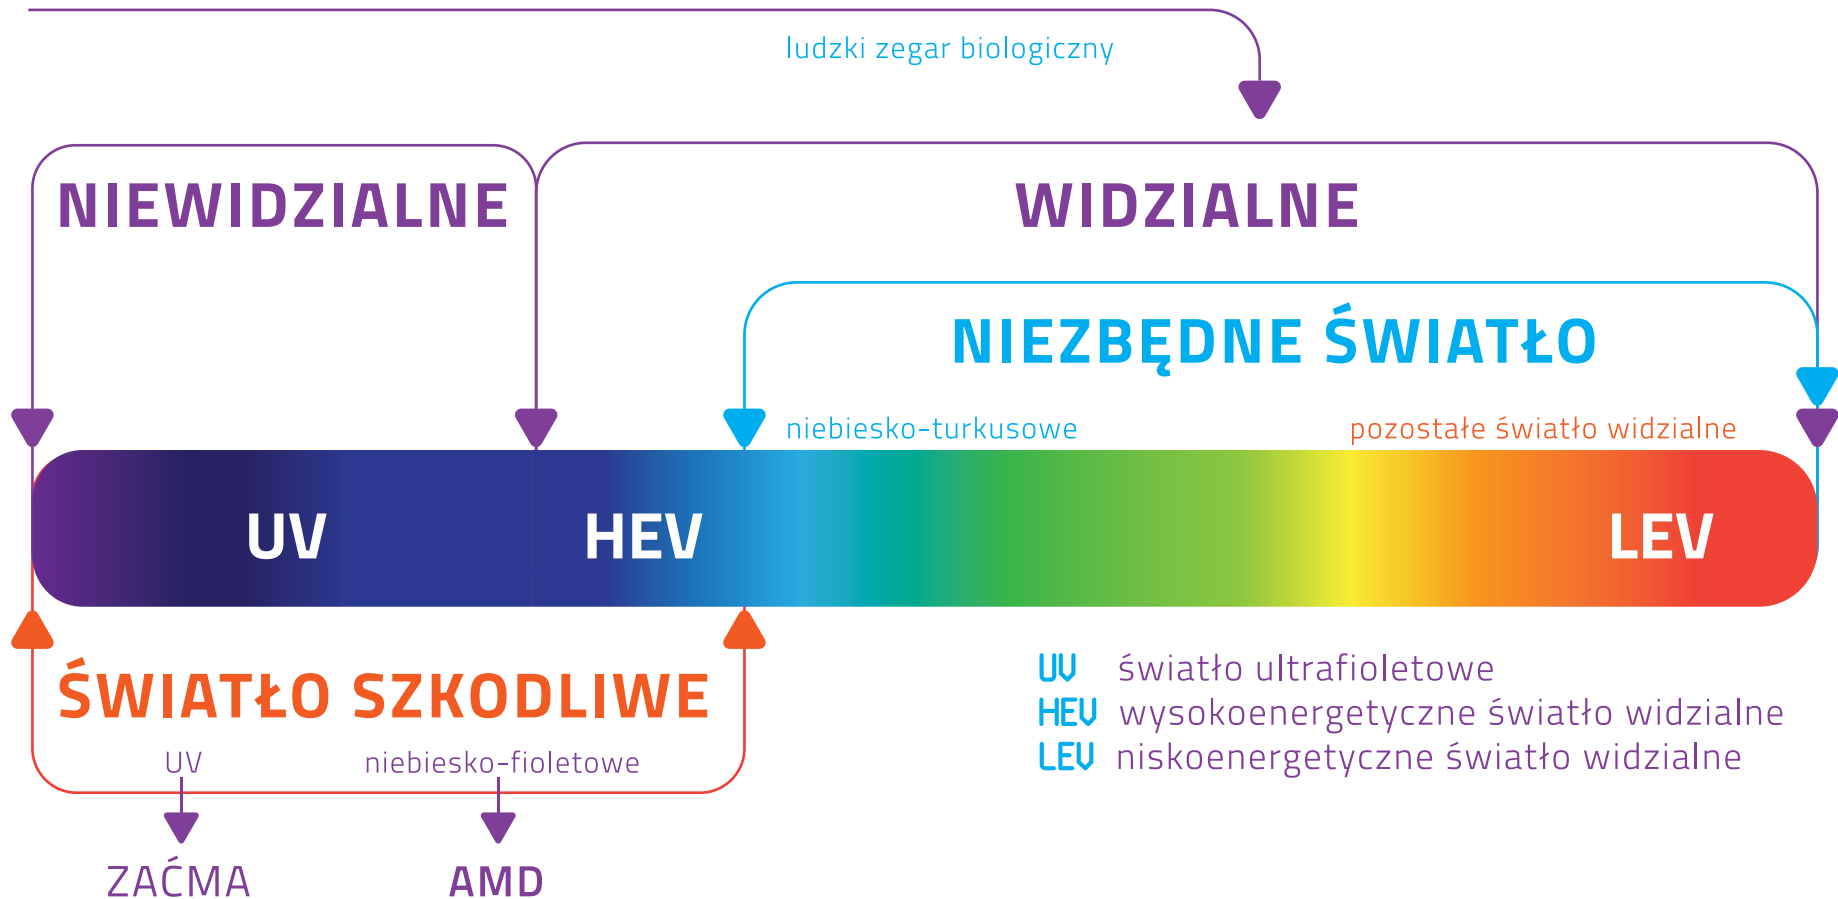 ludzki zegar biologiczny
NIEWIDZIALNE
WIDZIALNE
NIEZBĘDNE ŚWIATŁO
niebiesko-turkusowe
pozostałe światło widzialne
UV
HEV
LEV
ŚWIATŁO SZKODLIWE
UV
niebiesko-fioletowe
ZAĆMA
AMD
UV światło ultrafioletowe
HEV wysokoenergetyczne światło widzialne
LEV niskoenergetyczne światło widzialne